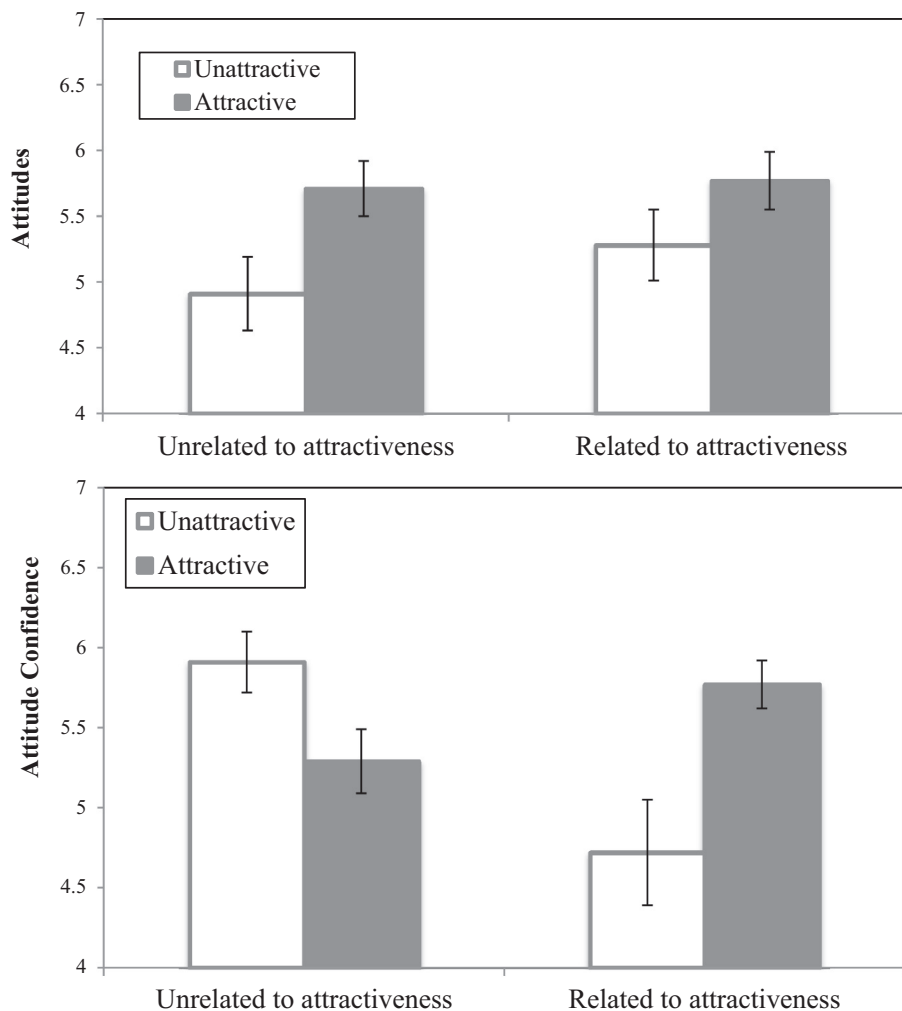 7
6.5
6
5.5
5
4.5
4
Attitudes
Unattractive
Attractive
Unrelated to attractiveness
Related to attractiveness
7
6.5
6
5.5
5
4.5
4
Attitude Confidence
Unattractive
Attractive
Unrelated to attractiveness
Related to attractiveness